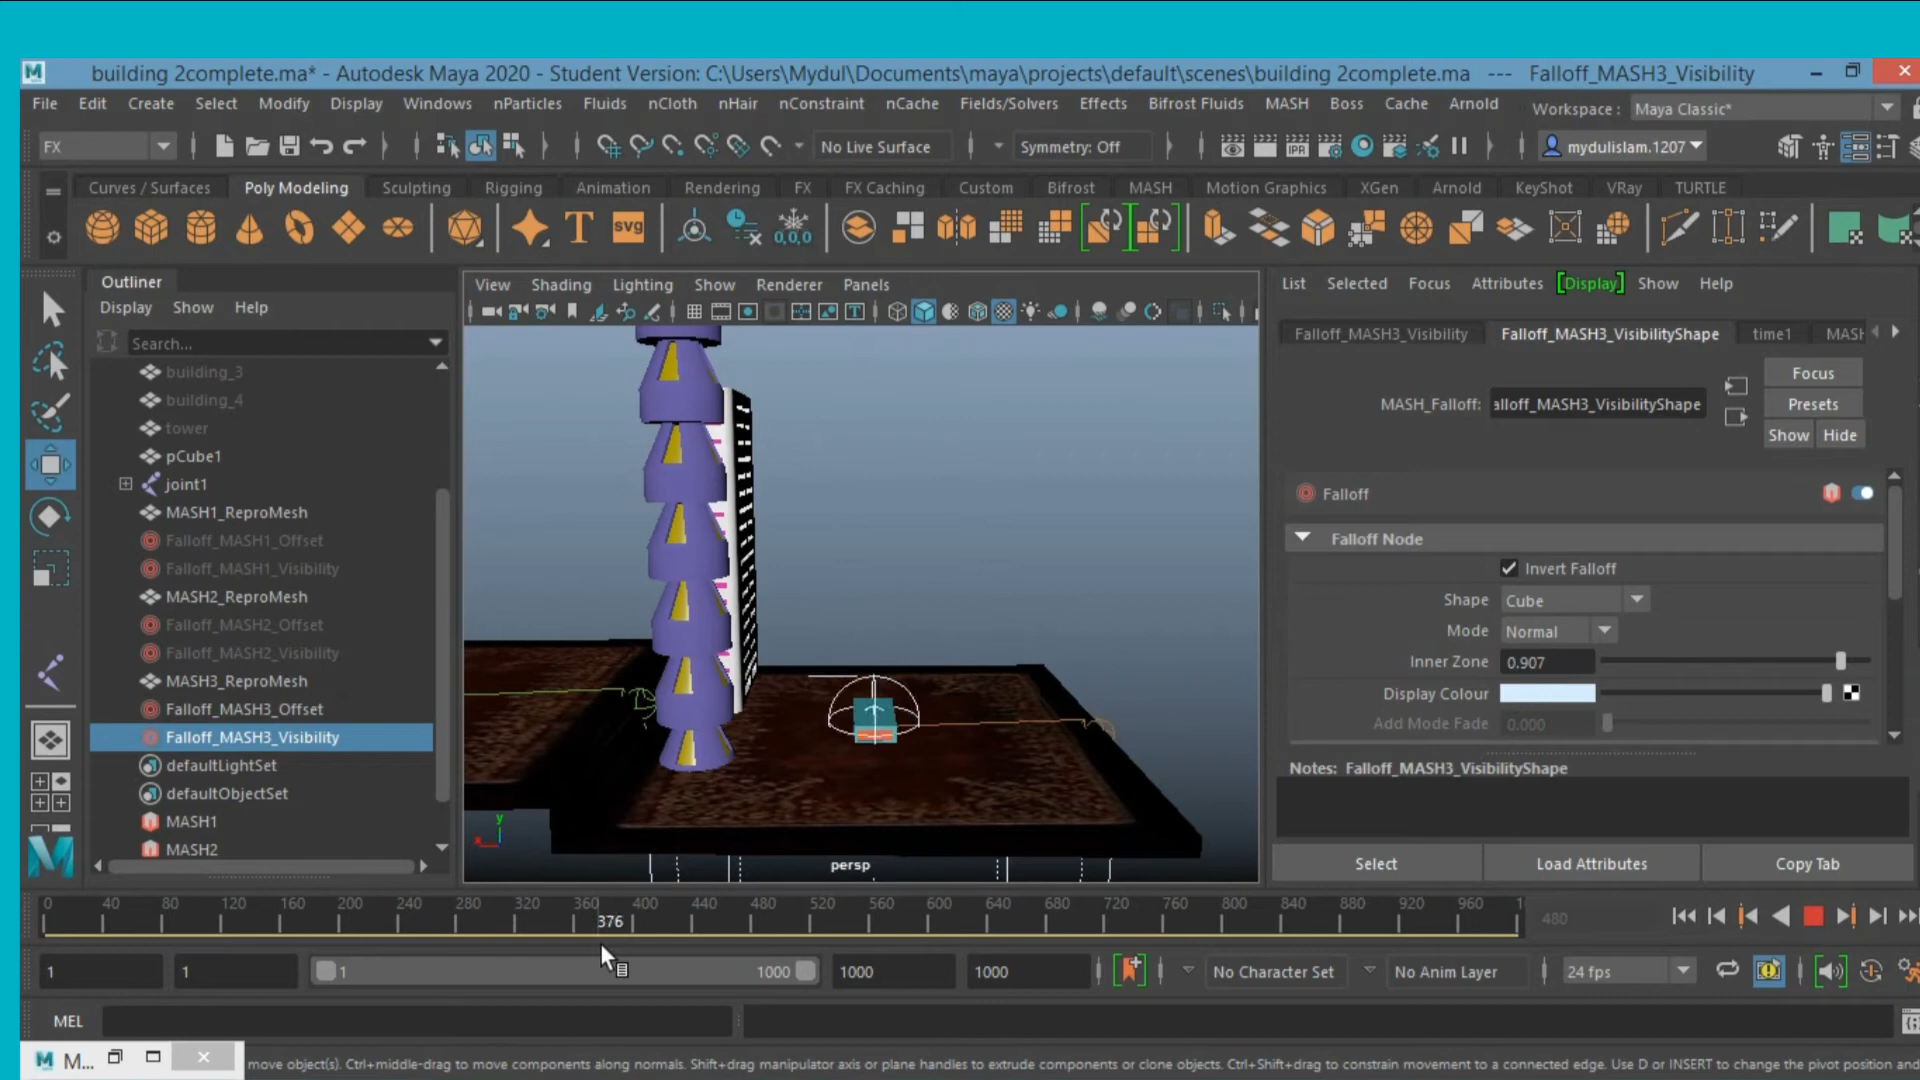 building 2complete.ma* - Autodesk Maya 2020 - Student Version: C:\Users\Mydul\Documents\maya\projects\default\scenes\building 2complete.ma --- Falloff_MASH3_Visibility
File Edit Create Select Modify Display Windows nParticles Fluids nCloth nHair nConstraint nCache Fields/Solvers Effects Bifrost Fluids MASH Boss Cache Arnold Workspace : Maya Classic*
FX No Live Surface Symmetry: Off IPR mydulislam.1207
Curves / Surfaces Poly Modeling Sculpting Rigging Animation Rendering FX FX Caching Custom Bifrost MASH Motion Graphics XGen Arnold KeyShot VRay TURTLE
T svg 0,0,0
Outliner
Display Show Help
Search...
building_3
building_4
tower
pCube1
joint1
MASH1_ReproMesh
Falloff_MASH1_Offset
Falloff_MASH1_Visibility
MASH2_ReproMesh
Falloff_MASH2_Offset
Falloff_MASH2_Visibility
MASH3_ReproMesh
Falloff_MASH3_Offset
Falloff_MASH3_Visibility
defaultLightSet
defaultObjectSet
MASH1
MASH2
View Shading Lighting Show Renderer Panels
y
x
persp
List Selected Focus Attributes Display Show Help
Falloff_MASH3_Visibility Falloff_MASH3_VisibilityShape time1 MASH
Focus
MASH_Falloff: alloff_MASH3_VisibilityShape Presets
Show Hide
Falloff
Falloff Node
Invert Falloff
Shape Cube
Mode Normal
Inner Zone 0.907
Display Colour
Add Mode Fade 0.000
Notes: Falloff_MASH3_VisibilityShape
Select Load Attributes Copy Tab
0 40 80 120 160 200 240 280 320 360 400 440 480 520 560 600 640 680 720 760 800 840 880 920 960 1
376 480
1 1 1 1000 1000 1000 No Character Set No Anim Layer 24 fps
MEL
M... move object(s). Ctrl+middle-drag to move components along normals. Shift+drag manipulator axis or plane handles to extrude components or clone objects. Ctrl+Shift+drag to constrain movement to a connected edge. Use D or INSERT to change the pivot position and